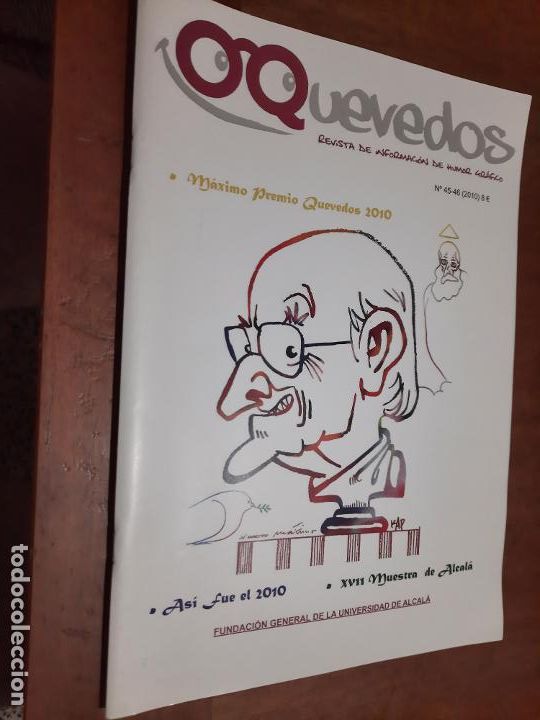 Quevedos
REVISTA DE INFORMACIÓN DE HUMOR GRÁFICO
Nº 45-46 (2010) 8 E
• Máximo Premio Quevedos 2010
KAP
• Así Fue el 2010
• XVII Muestra de Alcalá
FUNDACIÓN GENERAL DE LA UNIVERSIDAD DE ALCALÁ
todocoleccion